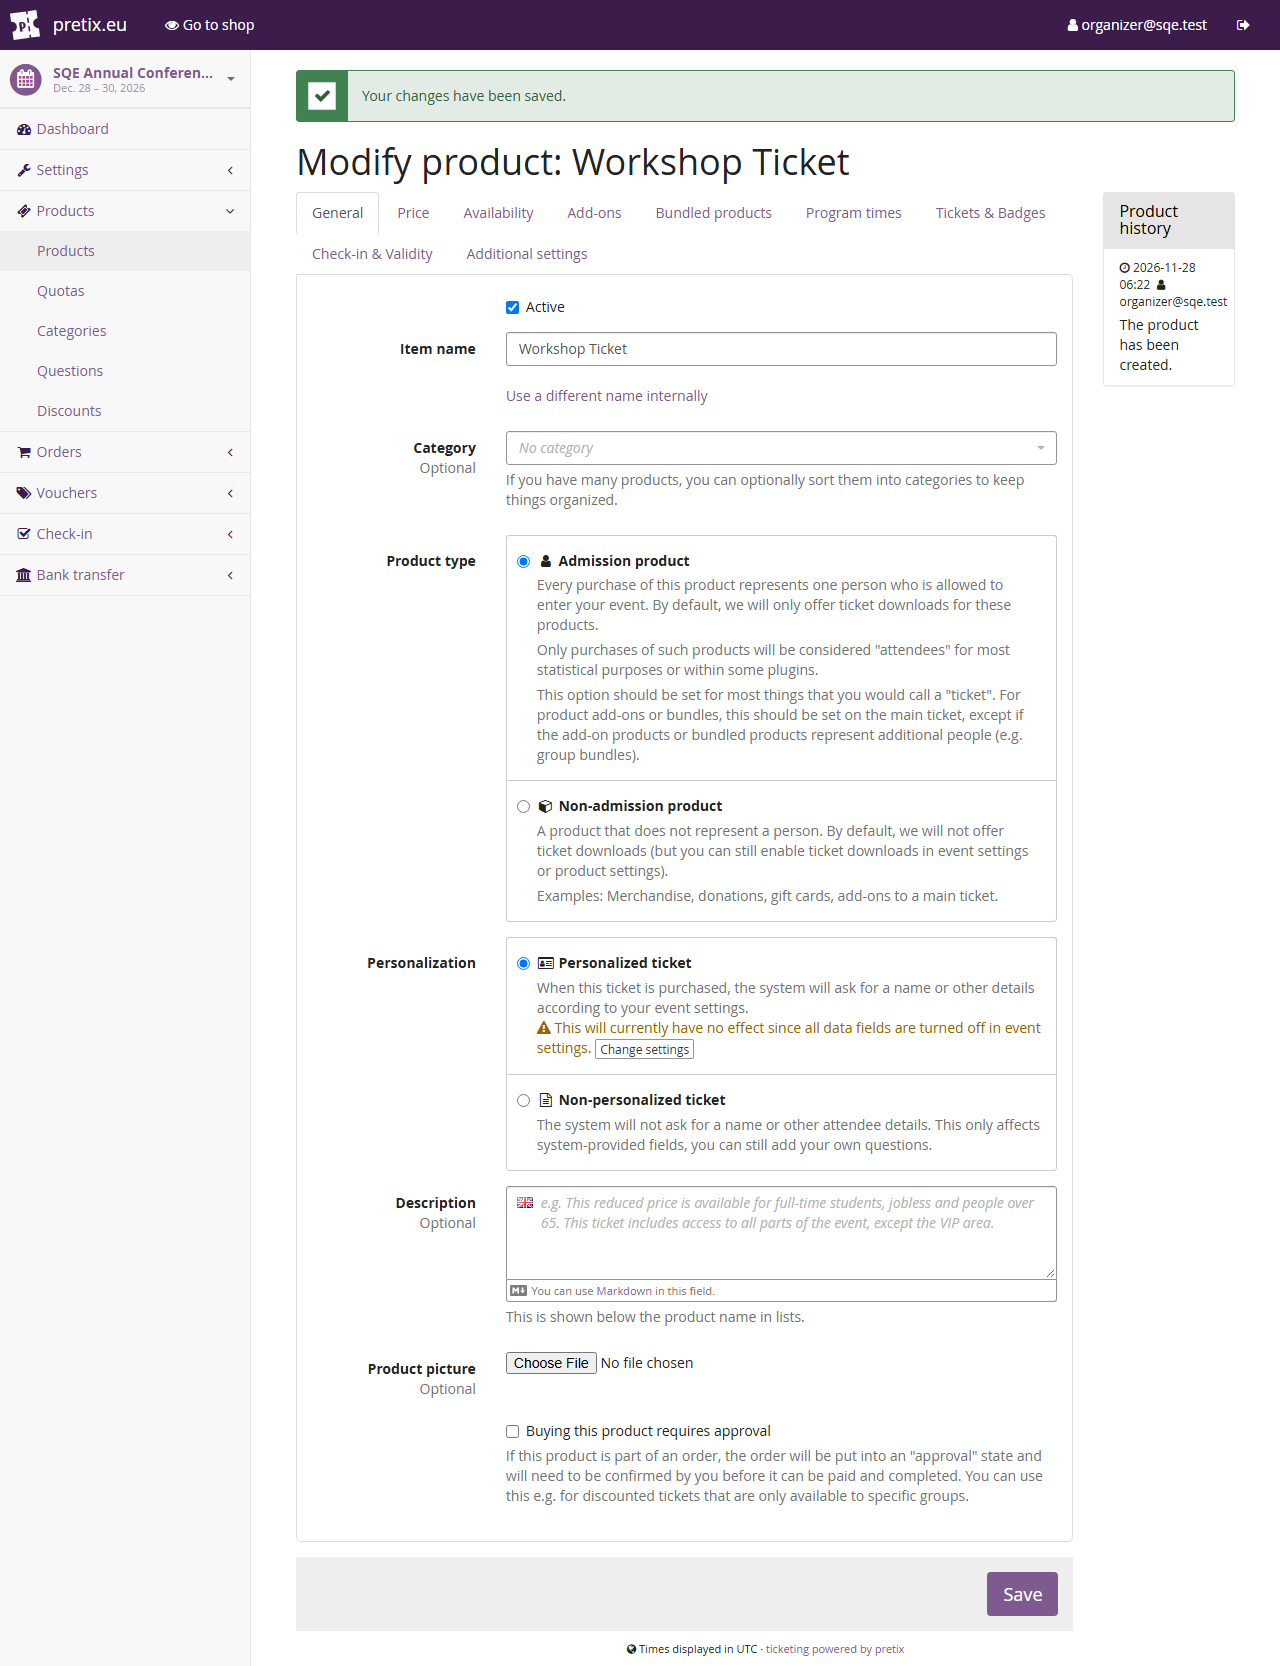 pretix.eu
Go to shop
organizer@sqe.test
SQE Annual Conferen...
Dec. 28 – 30, 2026
Dashboard
Settings
Products
Products
Quotas
Categories
Questions
Discounts
Orders
Vouchers
Check-in
Bank transfer
Your changes have been saved.
Modify product: Workshop Ticket
General
Price
Availability
Add-ons
Bundled products
Program times
Tickets & Badges
Check-in & Validity
Additional settings
Active
Item name
Workshop Ticket
Use a different name internally
Category
Optional
No category
If you have many products, you can optionally sort them into categories to keep
things organized.
Product type
Admission product
Every purchase of this product represents one person who is allowed to
enter your event. By default, we will only offer ticket downloads for these
products.
Only purchases of such products will be considered "attendees" for most
statistical purposes or within some plugins.
This option should be set for most things that you would call a "ticket". For
product add-ons or bundles, this should be set on the main ticket, except if
the add-on products or bundled products represent additional people (e.g.
group bundles).
Non-admission product
A product that does not represent a person. By default, we will not offer
ticket downloads (but you can still enable ticket downloads in event settings
or product settings).
Examples: Merchandise, donations, gift cards, add-ons to a main ticket.
Personalization
Personalized ticket
When this ticket is purchased, the system will ask for a name or other details
according to your event settings.
This will currently have no effect since all data fields are turned off in event
settings. Change settings
Non-personalized ticket
The system will not ask for a name or other attendee details. This only affects
system-provided fields, you can still add your own questions.
Description
Optional
e.g. This reduced price is available for full-time students, jobless and people over
65. This ticket includes access to all parts of the event, except the VIP area.
You can use Markdown in this field.
This is shown below the product name in lists.
Product picture
Optional
Choose File No file chosen
Buying this product requires approval
If this product is part of an order, the order will be put into an "approval" state and
will need to be confirmed by you before it can be paid and completed. You can use
this e.g. for discounted tickets that are only available to specific groups.
Save
Product
history
2026-11-28
06:22
organizer@sqe.test
The product
has been
created.
Times displayed in UTC · ticketing powered by pretix